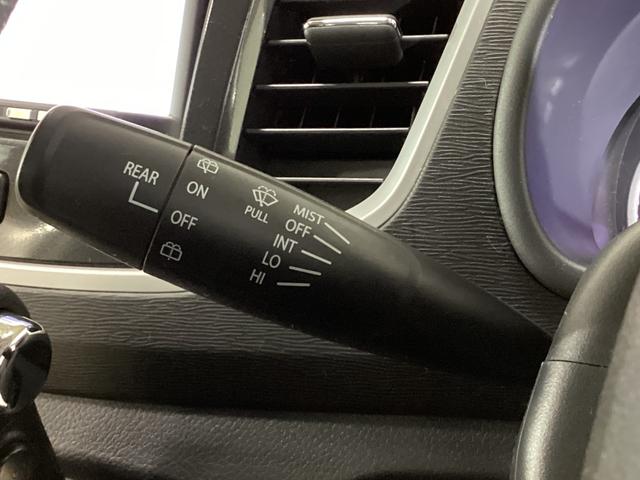 REAR
ON
OFF
PULL
MIST
OFF
INT
LO
HI